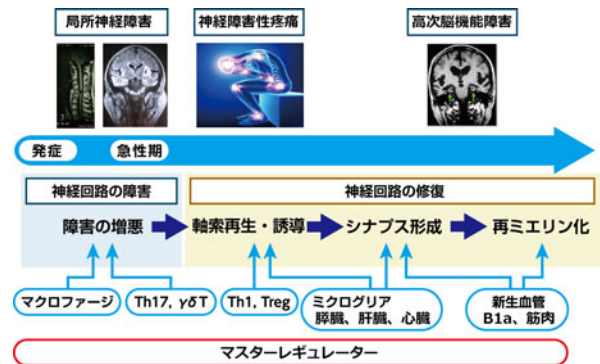 局所神経障害
神経障害性疼痛
高次脳機能障害
発症
急性期
神経回路の障害
神経回路の修復
障害の増悪
軸索再生・誘導
シナプス形成
再ミエリン化
マクロファージ
Th17, γδT
Th1, Treg
ミクログリア
膵臓、肝臓、心臓
新生血管
B1a、筋肉
マスターレギュレーター